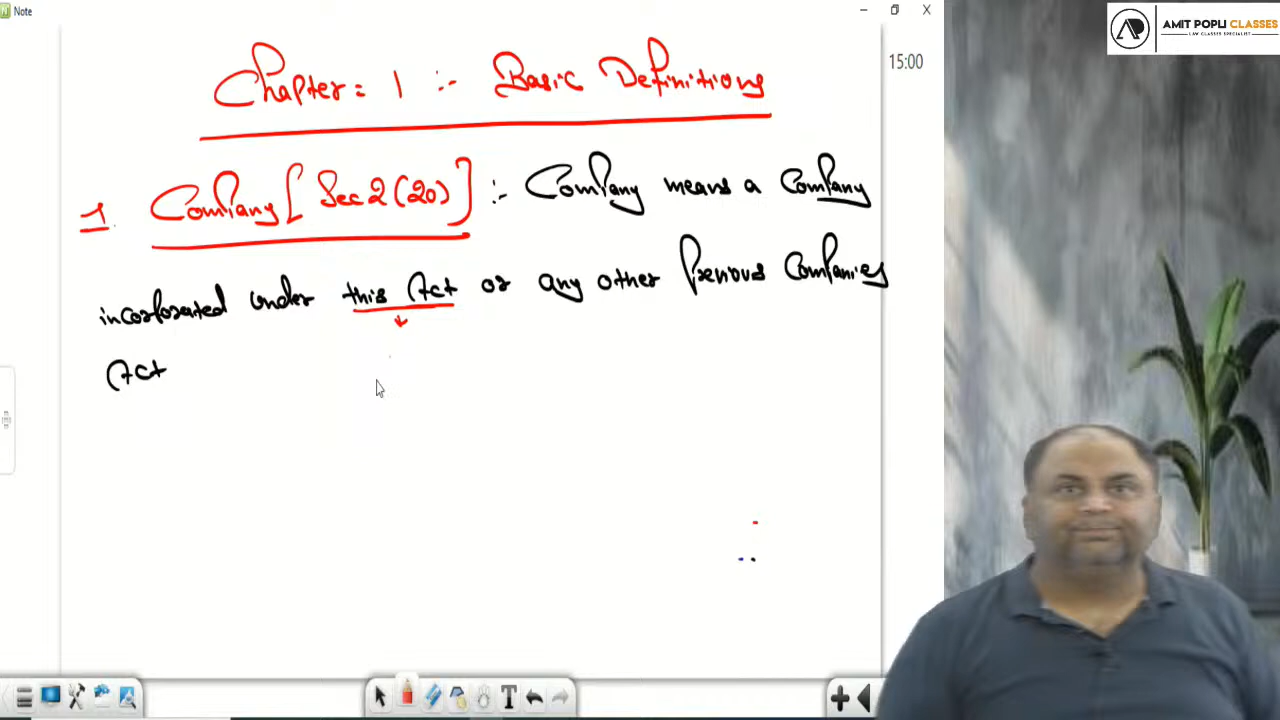 Note
AMIT POPLI CLASSES
LAW CLASSES SPECIALIST
15:00
Chapter = 1 :- Basic Definitions
1. Company [Sec 2(20)] :- Company means a Company
incorporated under this Act or any other Previous Companies
Act